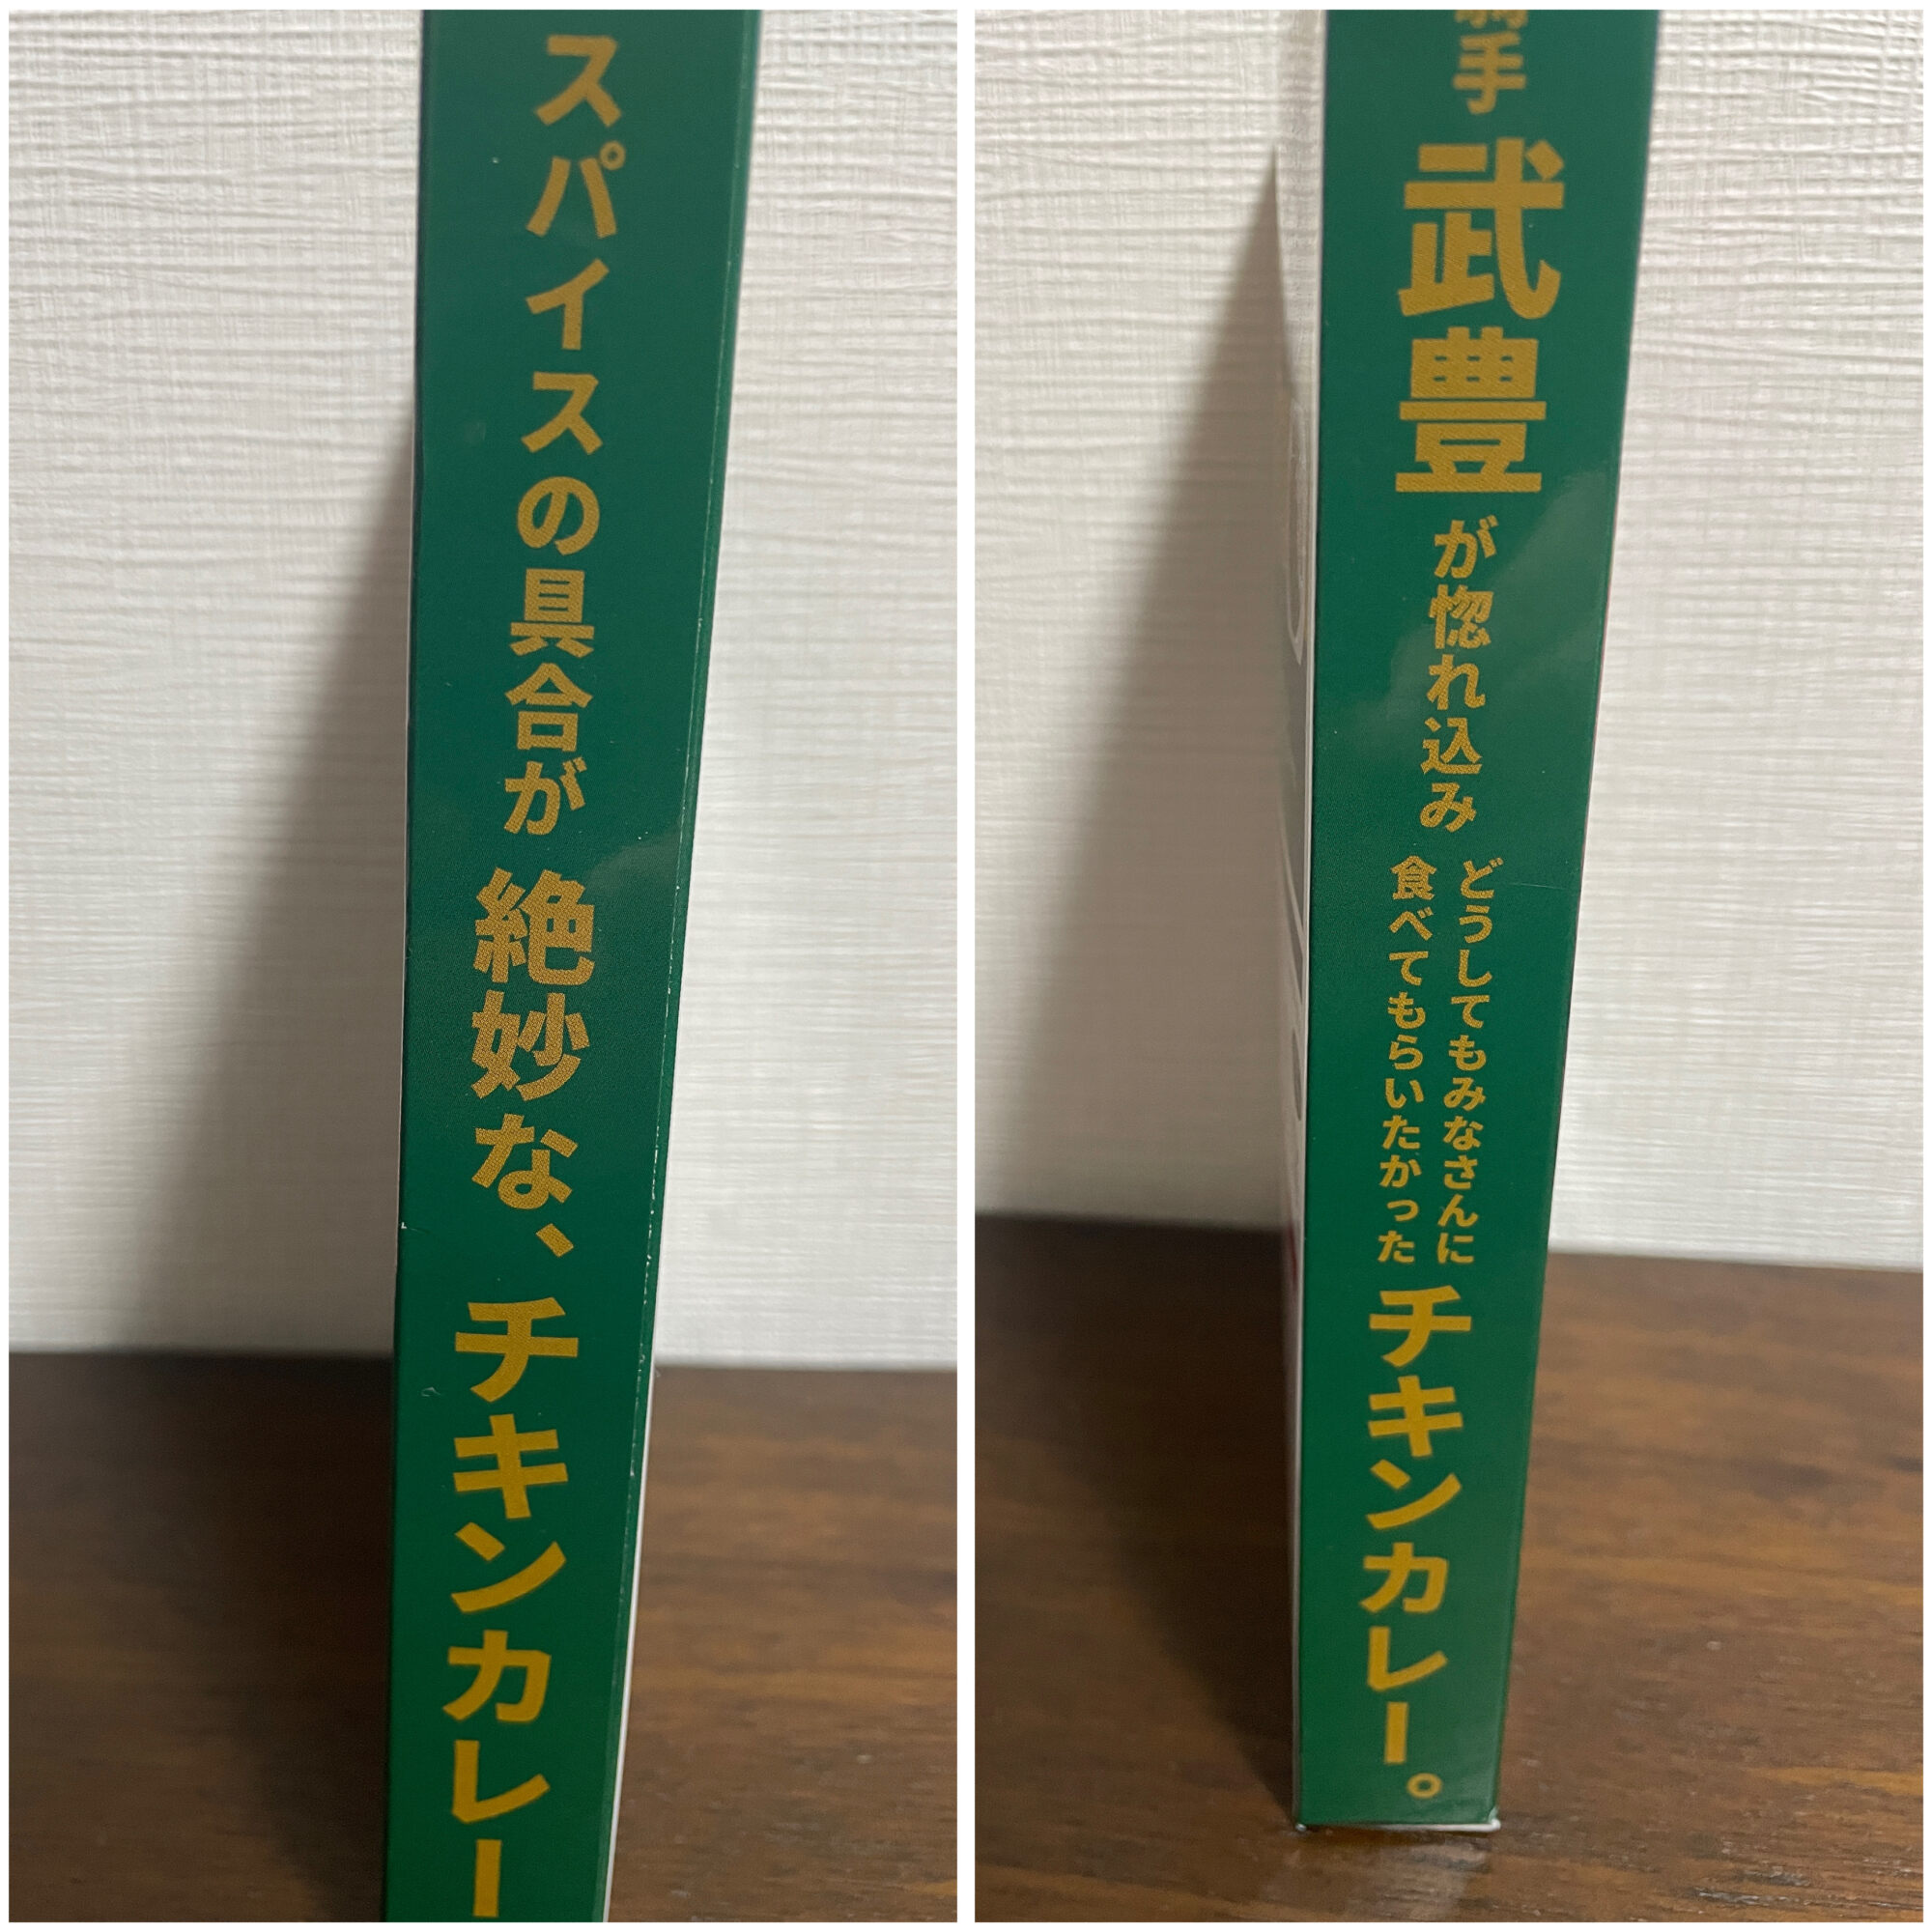 スパイスの具合が 絶妙な、チキンカレー
手 武豊が惚れ込み
どうしてもみなさんに
食べてもらいたかった
チキンカレー。